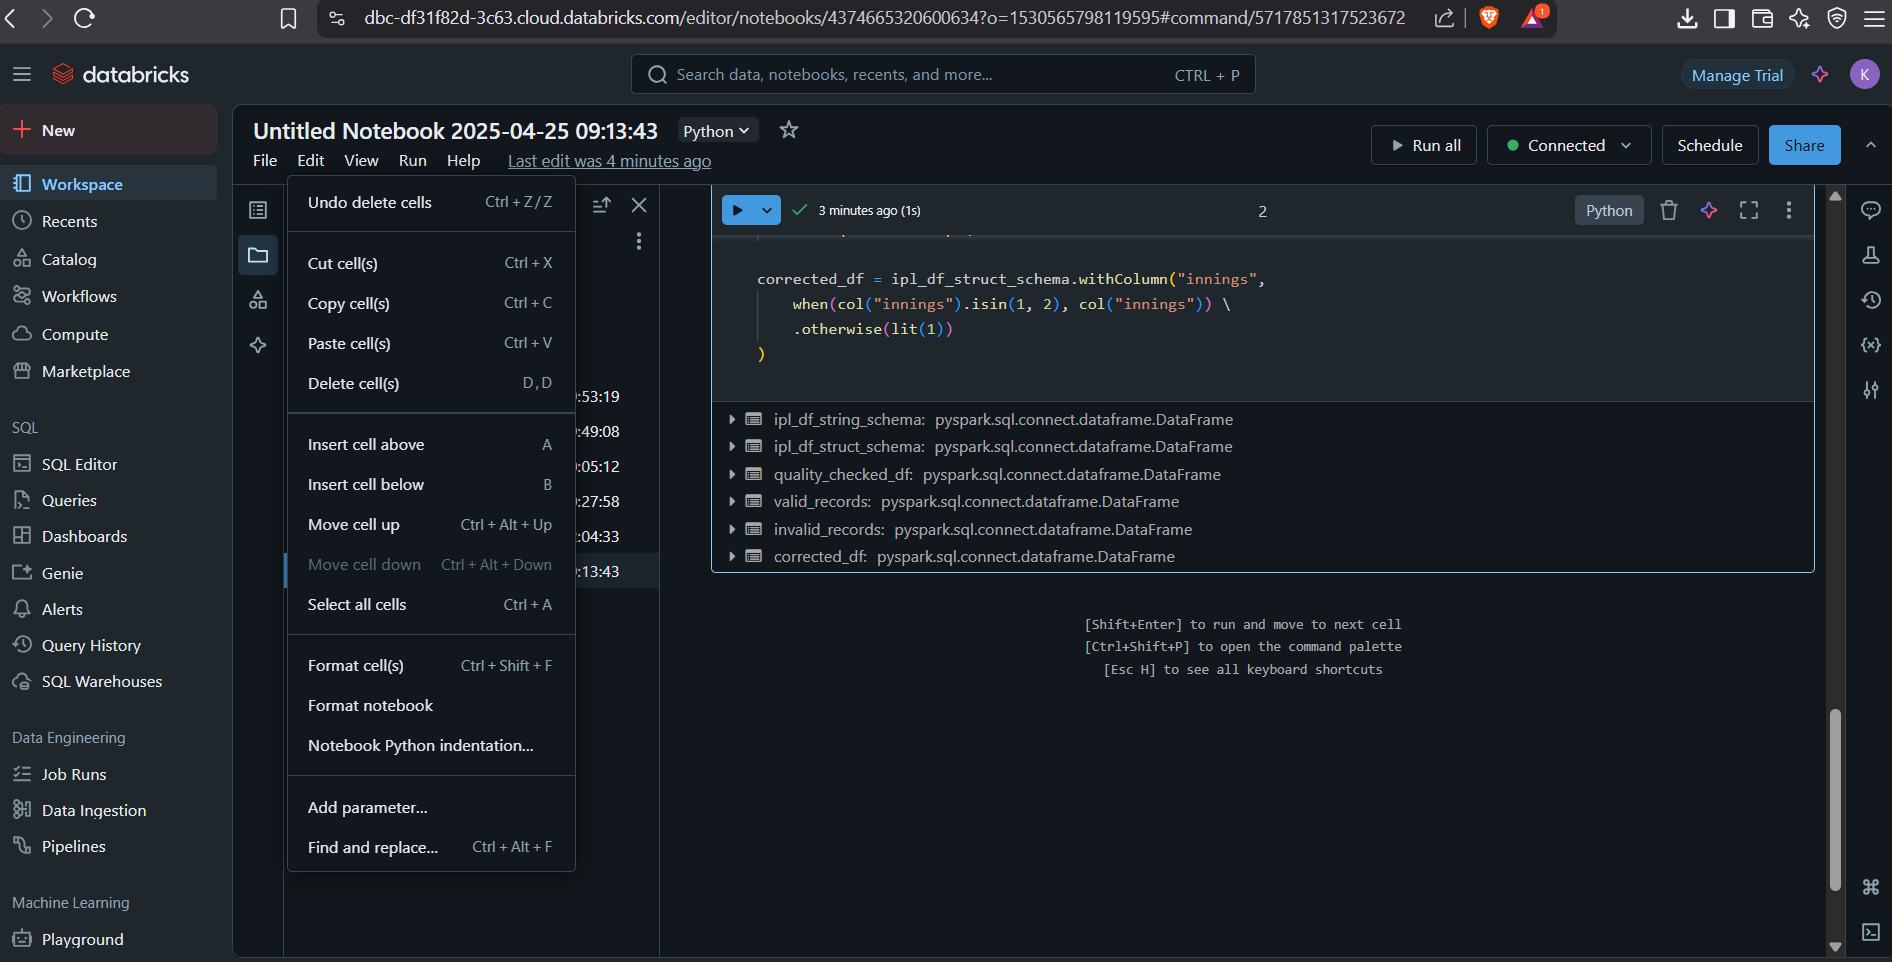 dbc-df31f82d-3c63.cloud.databricks.com/editor/notebooks/4374665320600634?o=1530565798119595#command/5717851317523672
1
databricks
Search data, notebooks, recents, and more...
CTRL + P
Manage Trial
K
New
Workspace
Recents
Catalog
Workflows
Compute
Marketplace
SQL
SQL Editor
Queries
Dashboards
Genie
Alerts
Query History
SQL Warehouses
Data Engineering
Job Runs
Data Ingestion
Pipelines
Machine Learning
Playground
Untitled Notebook 2025-04-25 09:13:43
Python
File Edit View Run Help Last edit was 4 minutes ago
Run all
Connected
Schedule
Share
Undo delete cells Ctrl + Z / Z
Cut cell(s) Ctrl + X
Copy cell(s) Ctrl + C
Paste cell(s) Ctrl + V
Delete cell(s) D , D
Insert cell above A
Insert cell below B
Move cell up Ctrl + Alt + Up
Move cell down Ctrl + Alt + Down
Select all cells Ctrl + A
Format cell(s) Ctrl + Shift + F
Format notebook
Notebook Python indentation...
Add parameter...
Find and replace... Ctrl + Alt + F
:53:19
:49:08
:05:12
:27:58
:04:33
:13:43
3 minutes ago (1s)
2
Python
corrected_df = ipl_df_struct_schema.withColumn("innings",
when(col("innings").isin(1, 2), col("innings")) \
.otherwise(lit(1))
)
ipl_df_string_schema: pyspark.sql.connect.dataframe.DataFrame
ipl_df_struct_schema: pyspark.sql.connect.dataframe.DataFrame
quality_checked_df: pyspark.sql.connect.dataframe.DataFrame
valid_records: pyspark.sql.connect.dataframe.DataFrame
invalid_records: pyspark.sql.connect.dataframe.DataFrame
corrected_df: pyspark.sql.connect.dataframe.DataFrame
[Shift+Enter] to run and move to next cell
[Ctrl+Shift+P] to open the command palette
[Esc H] to see all keyboard shortcuts